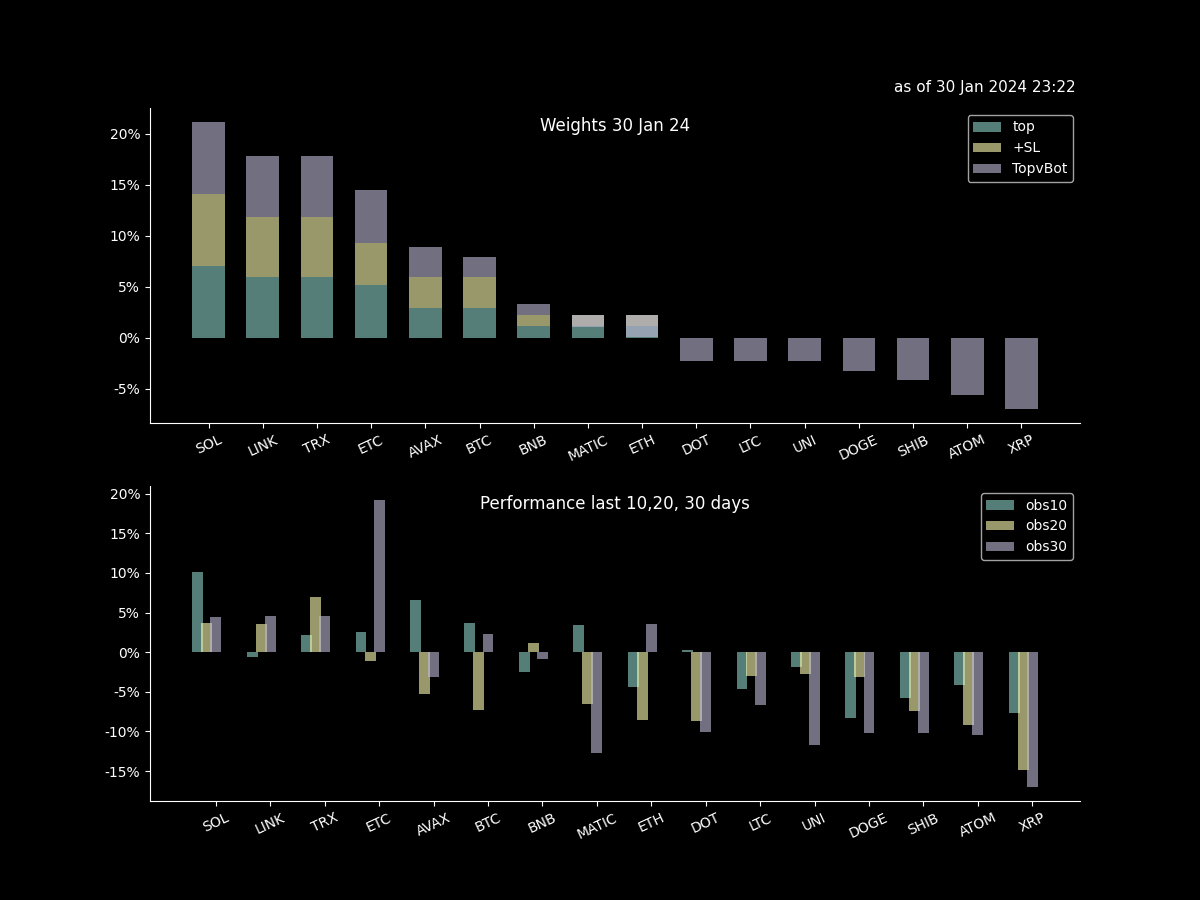 as of 30 Jan 2024 23:22
Weights 30 Jan 24
top
+SL
TopvBot
20%
15%
10%
5%
0%
-5%
SOL LINK TRX ETC AVAX BTC BNB MATIC ETH DOT LTC UNI DOGE SHIB ATOM XRP
Performance last 10,20, 30 days
obs10
obs20
obs30
20%
15%
10%
5%
0%
-5%
-10%
-15%
SOL LINK TRX ETC AVAX BTC BNB MATIC ETH DOT LTC UNI DOGE SHIB ATOM XRP